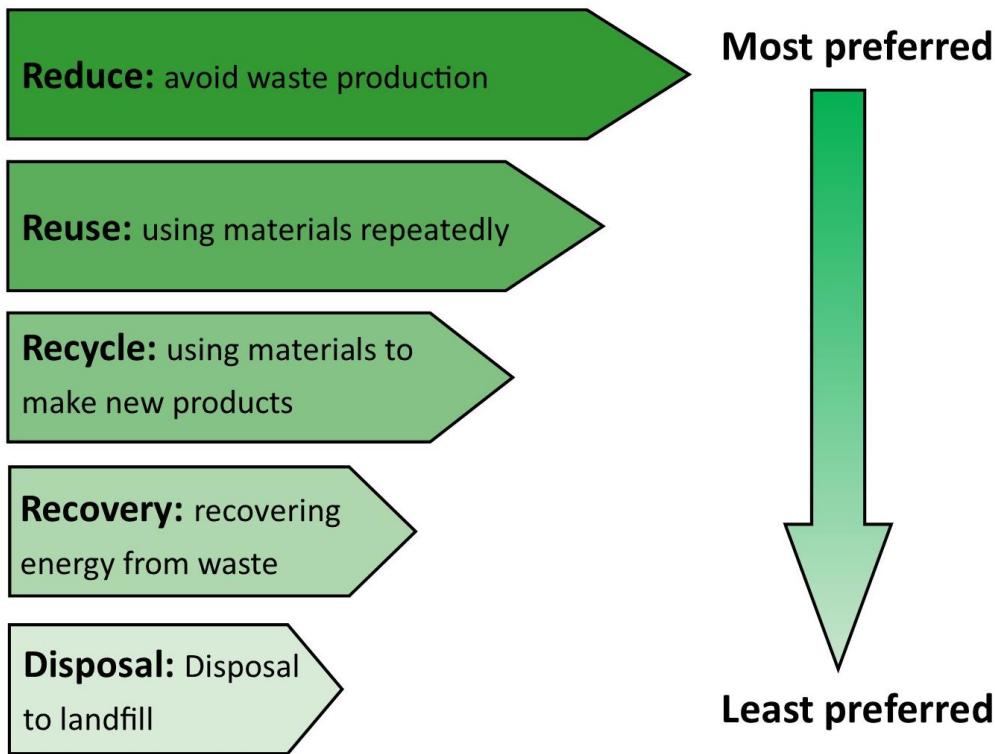 Reduce: avoid waste production
Most preferred
Reuse: using materials repeatedly
Recycle: using materials to
make new products
Recovery: recovering
energy from waste
Disposal: Disposal
to landfill
Least preferred